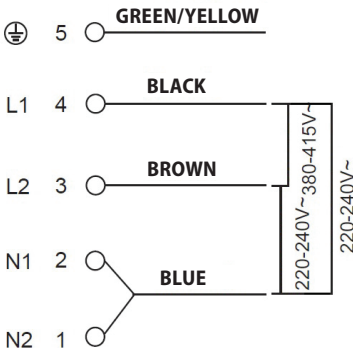 GREEN/YELLOW
5
BLACK
L1 4
BROWN
L2 3
N1 2
BLUE
N2 1
380-415V~
220-240V~
220-240V~